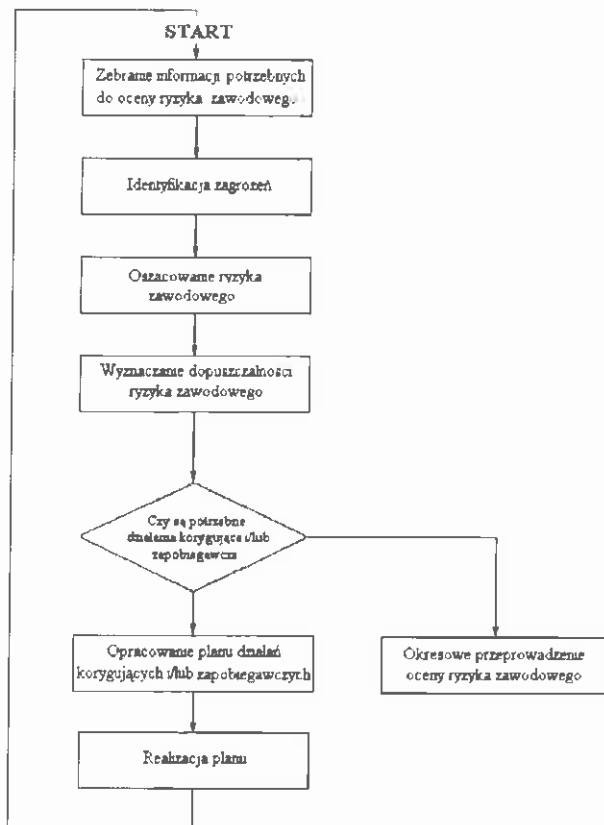 START
Zebranie informacji potrzebnych
do oceny ryzyka zawodowego
Identyfikacja zagrożeń
Oszacowanie ryzyka
zawodowego
Wyznaczanie dopuszczalności
ryzyka zawodowego
Czy są potrzebne
działania korygujące i/lub
zapobiegawcze
Opracowanie planu działań
korygujących i/lub zapobiegawczych
Okresowe przeprowadzenie
oceny ryzyka zawodowego
Realizacja planu